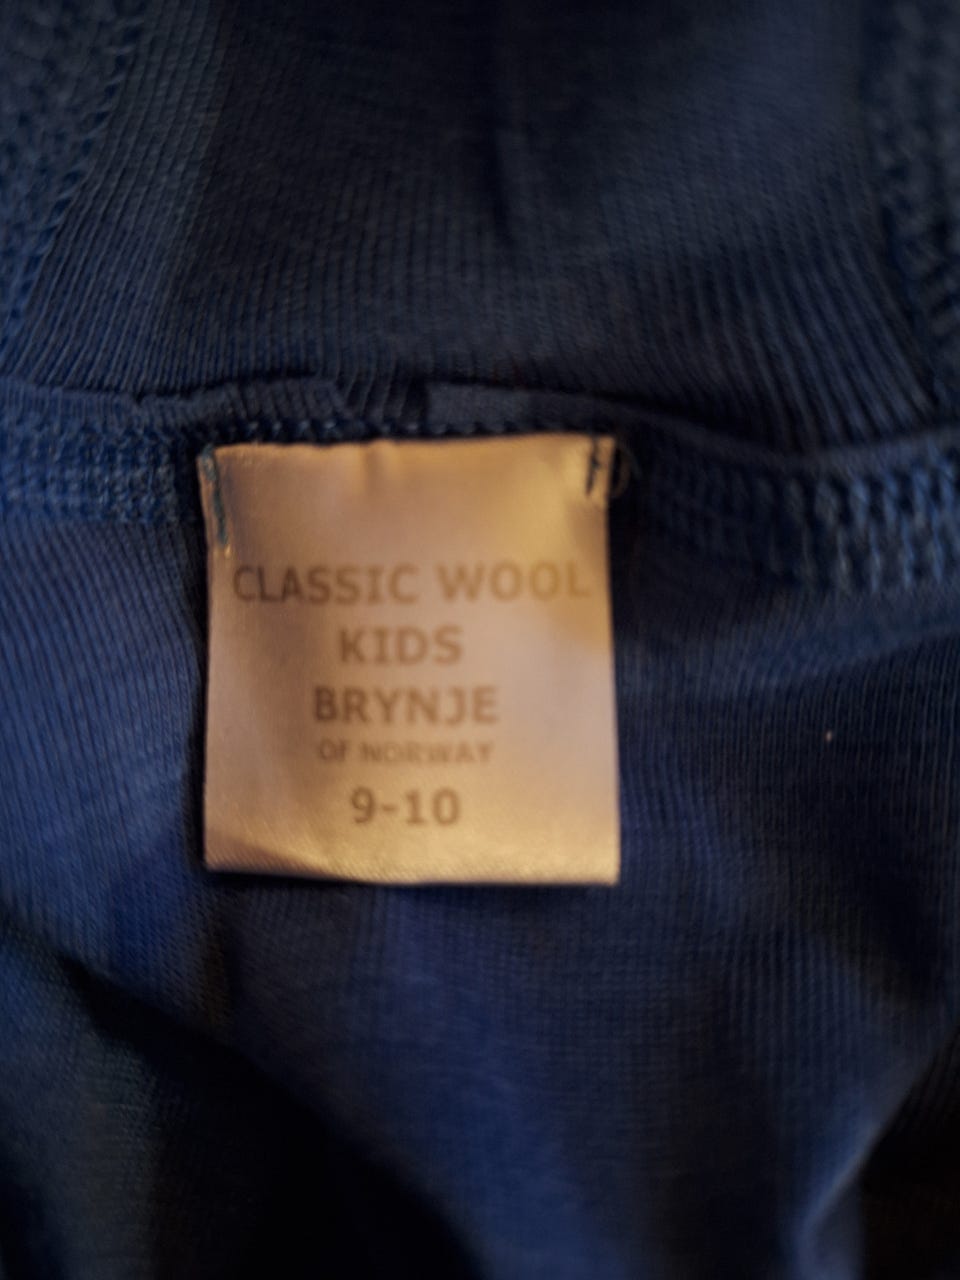 CLASSIC WOOL
KIDS
BRYNJE
OF NORWAY
9-10